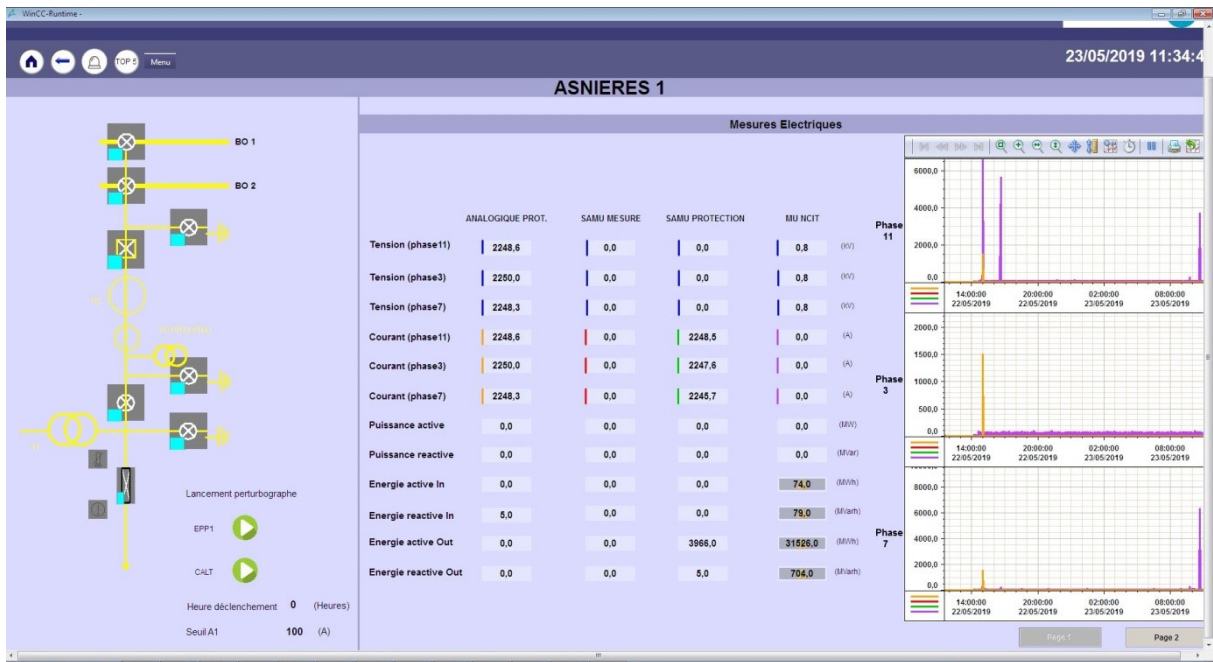 WinCC-Runtime -
TOP 5 Menu 23/05/2019 11:34:4
ASNIERES 1
Mesures Electriques
BO 1
BO 2
ANALOGIQUE PROT. SAMU MESURE SAMU PROTECTION MU NCIT
Tension (phase11) 2248,6 0,0 0,0 0,8 (kV)
Tension (phase3) 2250,0 0,0 0,0 0,8 (kV)
Tension (phase7) 2248,3 0,0 0,0 0,8 (kV)
Courant (phase11) 2248,6 0,0 2248,5 0,0 (A)
Courant (phase3) 2250,0 0,0 2247,6 0,0 (A)
Courant (phase7) 2248,3 0,0 2245,7 0,0 (A)
Puissance active 0,0 0,0 0,0 0,0 (MW)
Puissance reactive 0,0 0,0 0,0 0,0 (MVar)
Energie active In 0,0 0,0 0,0 74,0 (MWh)
Energie reactive In 5,0 0,0 0,0 79,0 (MVarh)
Energie active Out 0,0 0,0 3966,0 31526,0 (MWh)
Energie reactive Out 0,0 0,0 5,0 704,0 (MVarh)
Lancement perturbographe
EPP1
CALT
Heure déclenchement 0 (Heures)
Seuil A1 100 (A)
Phase
11
6000,0
4000,0
2000,0
0,0
14:00:00 20:00:00 02:00:00 08:00:00
22/05/2019 22/05/2019 23/05/2019 23/05/2019
Phase
3
2000,0
1500,0
1000,0
500,0
0,0
14:00:00 20:00:00 02:00:00 08:00:00
22/05/2019 22/05/2019 23/05/2019 23/05/2019
Phase
7
8000,0
6000,0
4000,0
2000,0
0,0
14:00:00 20:00:00 02:00:00 08:00:00
22/05/2019 22/05/2019 23/05/2019 23/05/2019
Page 1 Page 2